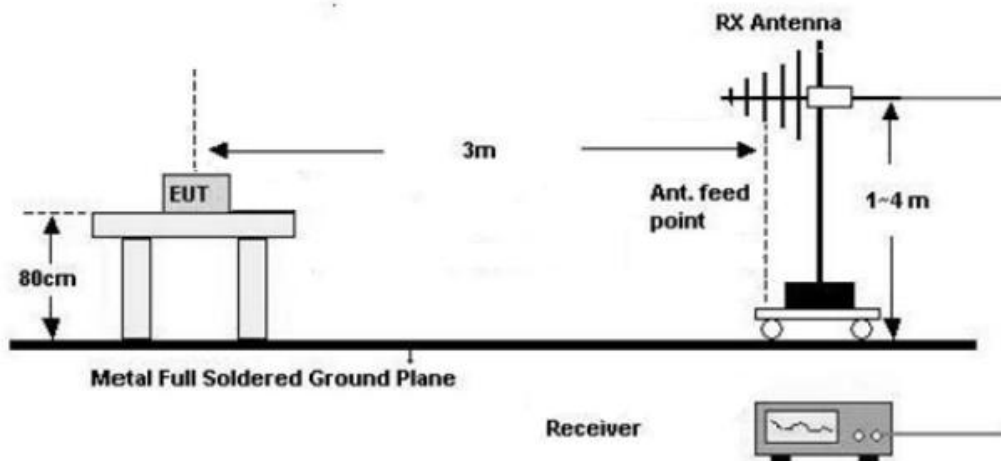 RX Antenna
3m
EUT
Ant. feed
point
1~4 m
80cm
Metal Full Soldered Ground Plane
Receiver